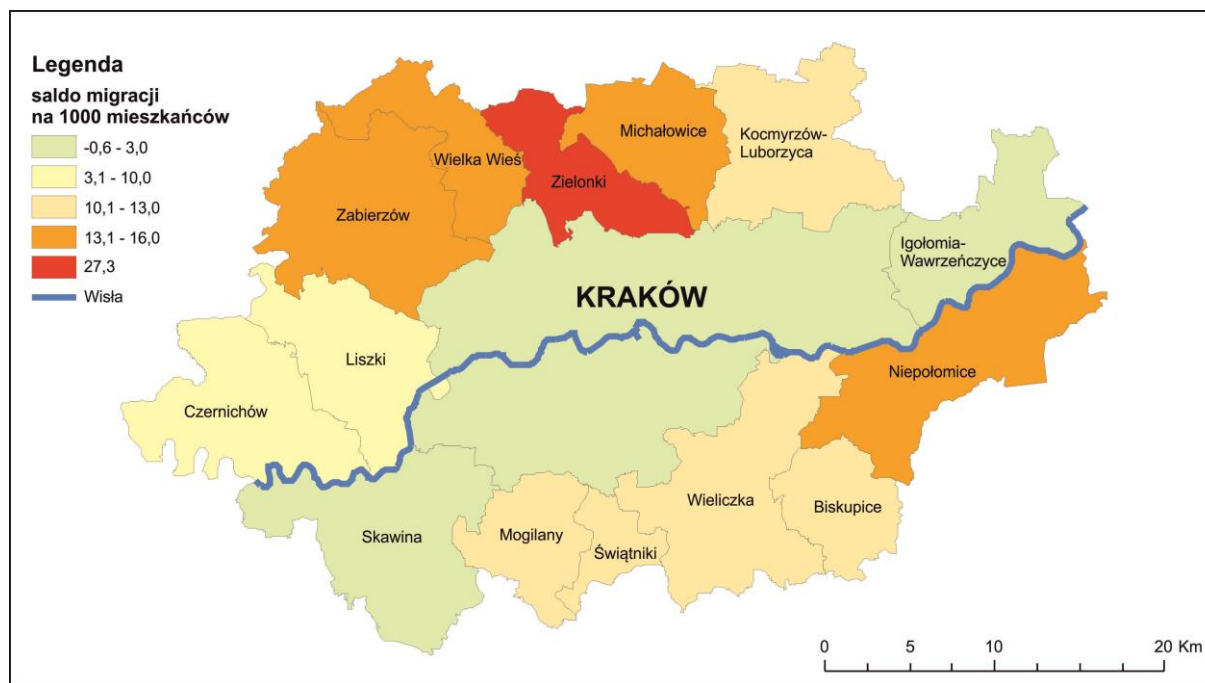 Legenda
saldo migracji
na 1000 mieszkańców
-0,6 - 3,0
3,1 - 10,0
10,1 - 13,0
13,1 - 16,0
27,3
Wisła
Michałowice
Kocmyrzów-
Luborzyca
Wielka Wieś
Zielonki
Zabierzów
Igołomia-
Wawrzeńczyce
KRAKÓW
Liszki
Niepołomice
Czernichów
Wieliczka
Biskupice
Skawina
Mogilany
Świątniki
0 5 10 20 Km